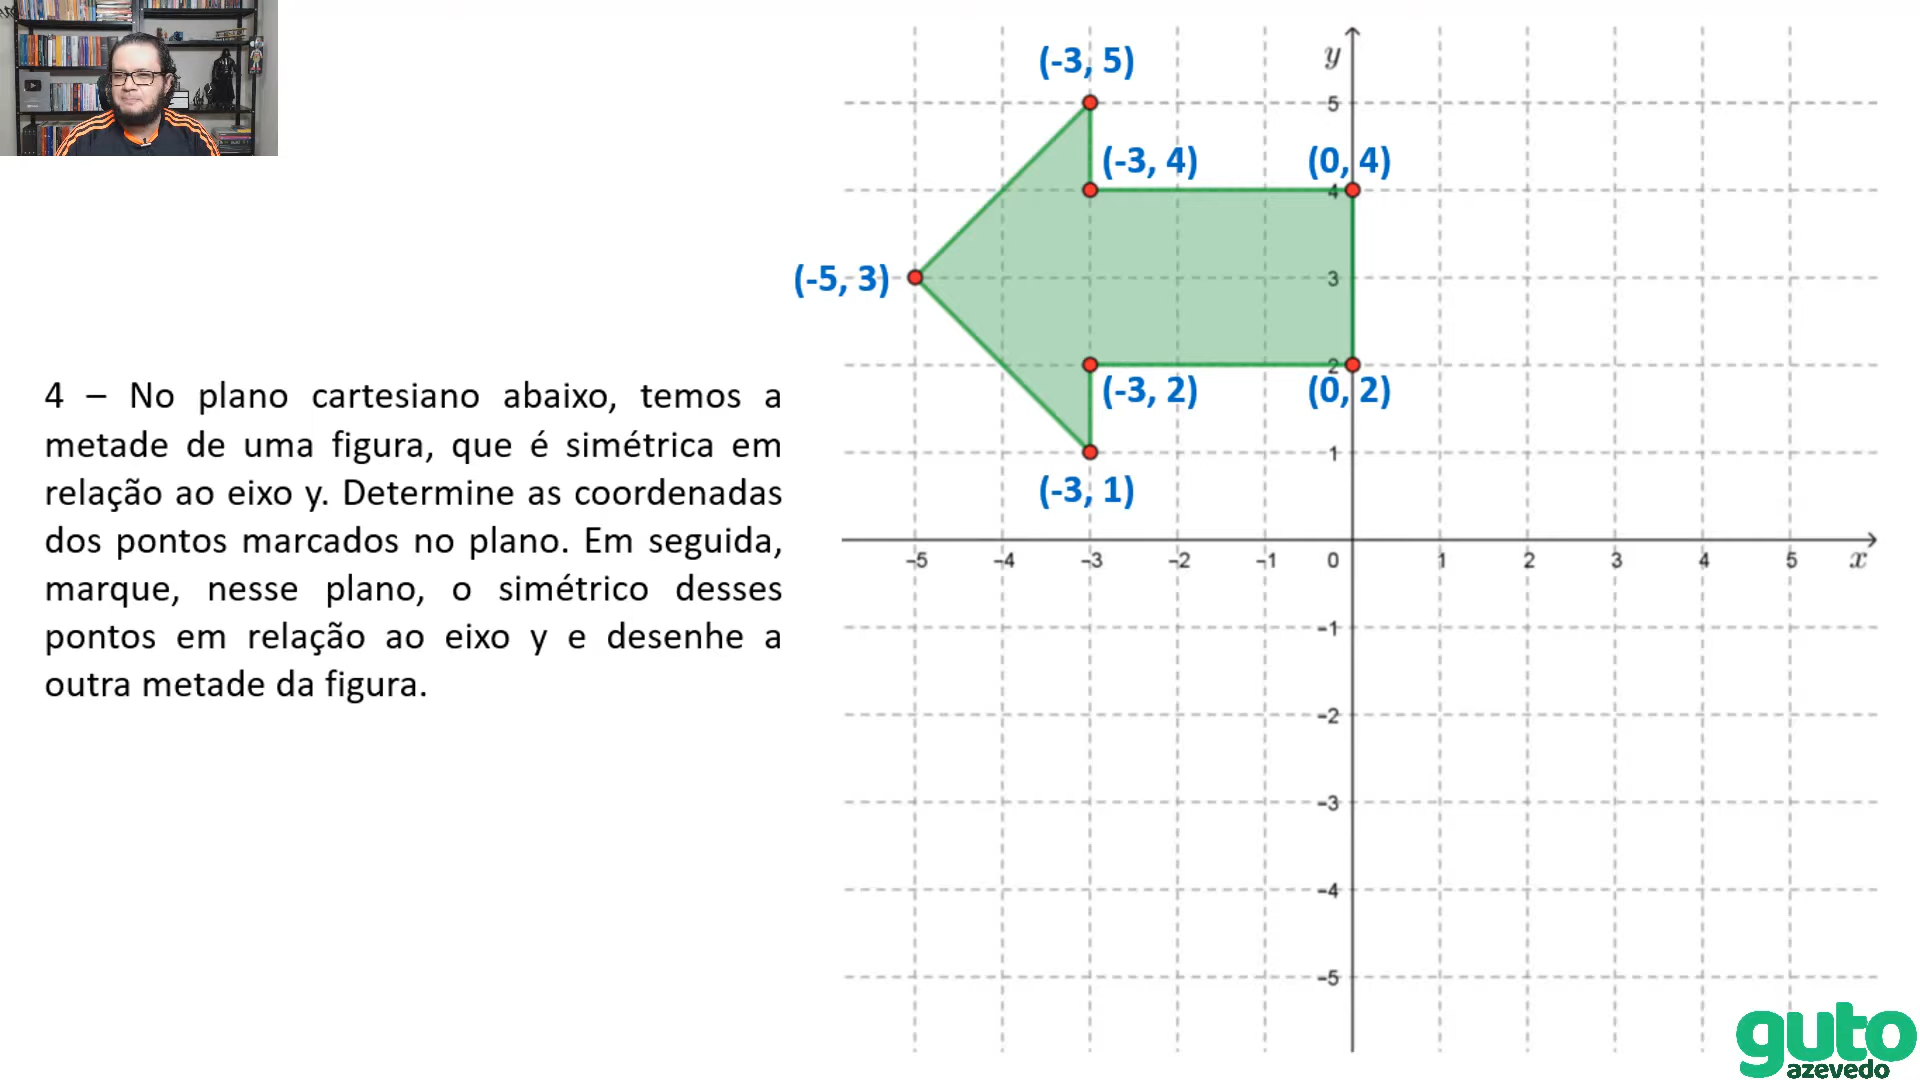 4 – No plano cartesiano abaixo, temos a
metade de uma figura, que é simétrica em
relação ao eixo y. Determine as coordenadas
dos pontos marcados no plano. Em seguida,
marque, nesse plano, o simétrico desses
pontos em relação ao eixo y e desenhe a
outra metade da figura.
y
(-3, 5)
5
(-3, 4)
(0, 4)
4
(-5, 3)
3
2
(-3, 2)
(0, 2)
1
(-3, 1)
–5 –4 –3 –2 –1 0 1 2 3 4 5 x
–1
–2
–3
–4
–5
guto
azevedo